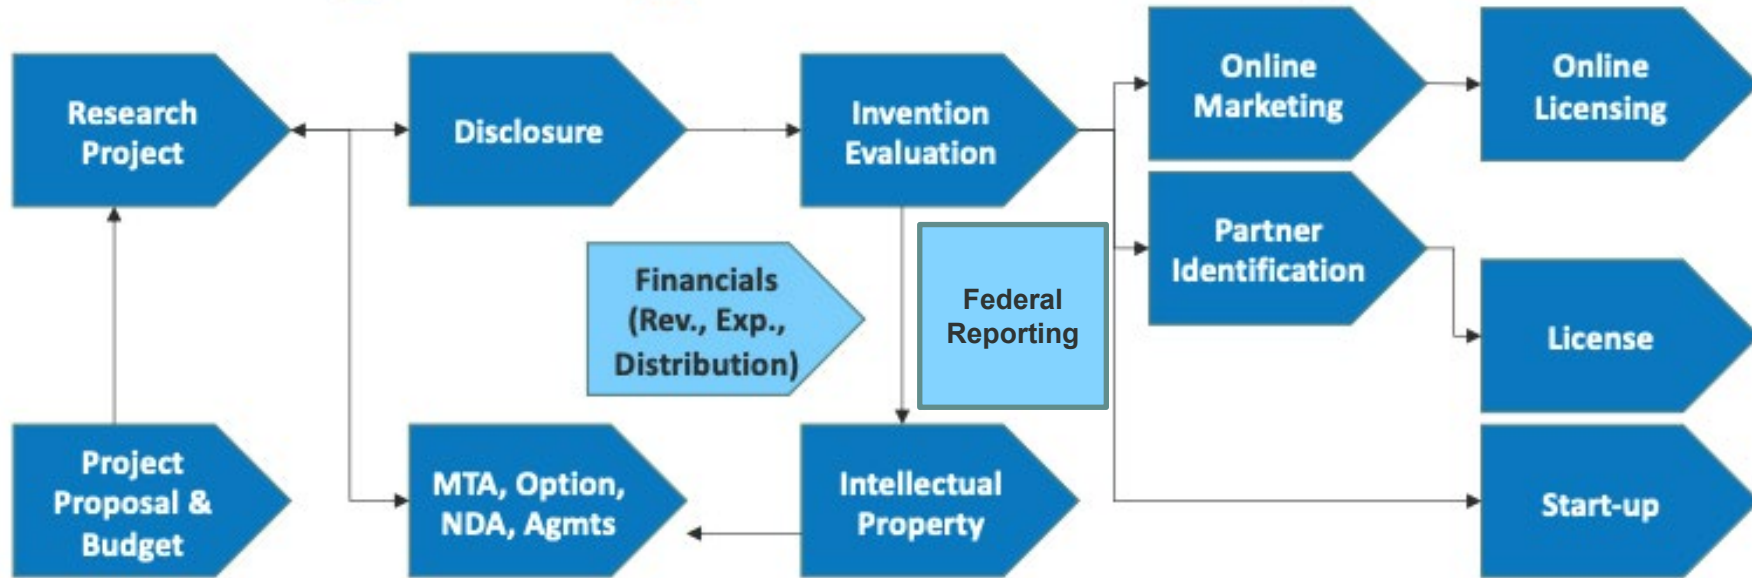 Research
Project
Disclosure
Invention
Evaluation
Online
Marketing
Online
Licensing
Partner
Identification
Financials
(Rev., Exp.,
Distribution)
Federal
Reporting
License
Project
Proposal &
Budget
MTA, Option,
NDA, Agmts
Intellectual
Property
Start-up